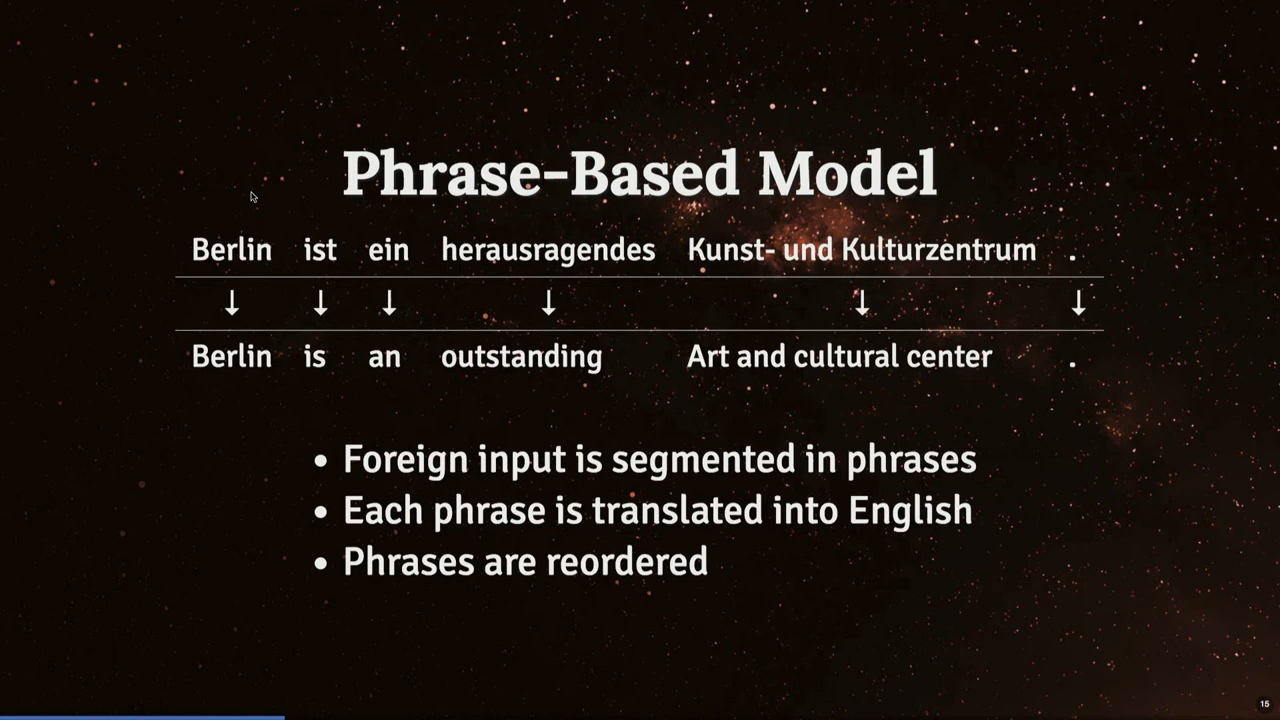 Phrase-Based Model
Berlin ist ein herausragendes Kunst- und Kulturzentrum .
↓ ↓ ↓ ↓ ↓ ↓
Berlin is an outstanding Art and cultural center .
• Foreign input is segmented in phrases
• Each phrase is translated into English
• Phrases are reordered
15